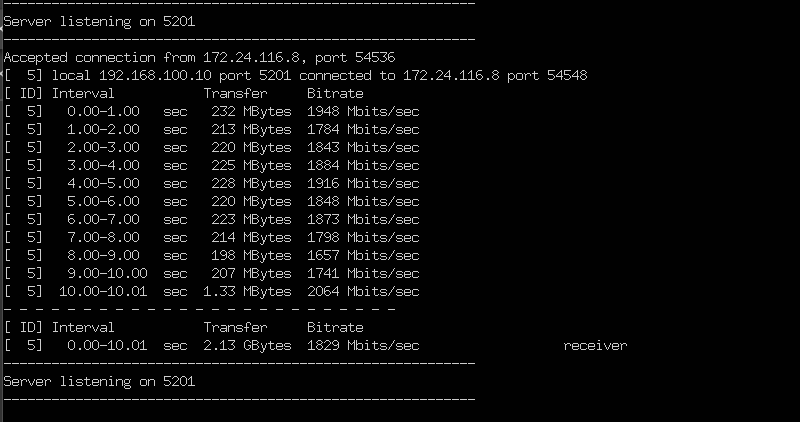 -----------------------------------------------------------
Server listening on 5201
-----------------------------------------------------------
Accepted connection from 172.24.116.8, port 54536
[  5] local 192.168.100.10 port 5201 connected to 172.24.116.8 port 54548
[ ID] Interval           Transfer     Bitrate
[  5]   0.00-1.00   sec   232 MBytes  1948 Mbits/sec
[  5]   1.00-2.00   sec   213 MBytes  1784 Mbits/sec
[  5]   2.00-3.00   sec   220 MBytes  1843 Mbits/sec
[  5]   3.00-4.00   sec   225 MBytes  1884 Mbits/sec
[  5]   4.00-5.00   sec   228 MBytes  1916 Mbits/sec
[  5]   5.00-6.00   sec   220 MBytes  1848 Mbits/sec
[  5]   6.00-7.00   sec   223 MBytes  1873 Mbits/sec
[  5]   7.00-8.00   sec   214 MBytes  1798 Mbits/sec
[  5]   8.00-9.00   sec   198 MBytes  1657 Mbits/sec
[  5]   9.00-10.00  sec   207 MBytes  1741 Mbits/sec
[  5]  10.00-10.01  sec  1.33 MBytes  2064 Mbits/sec
- - - - - - - - - - - - - - - - - - - - - - - - -
[ ID] Interval           Transfer     Bitrate
[  5]   0.00-10.01  sec  2.13 GBytes  1829 Mbits/sec                  receiver
-----------------------------------------------------------
Server listening on 5201
-----------------------------------------------------------